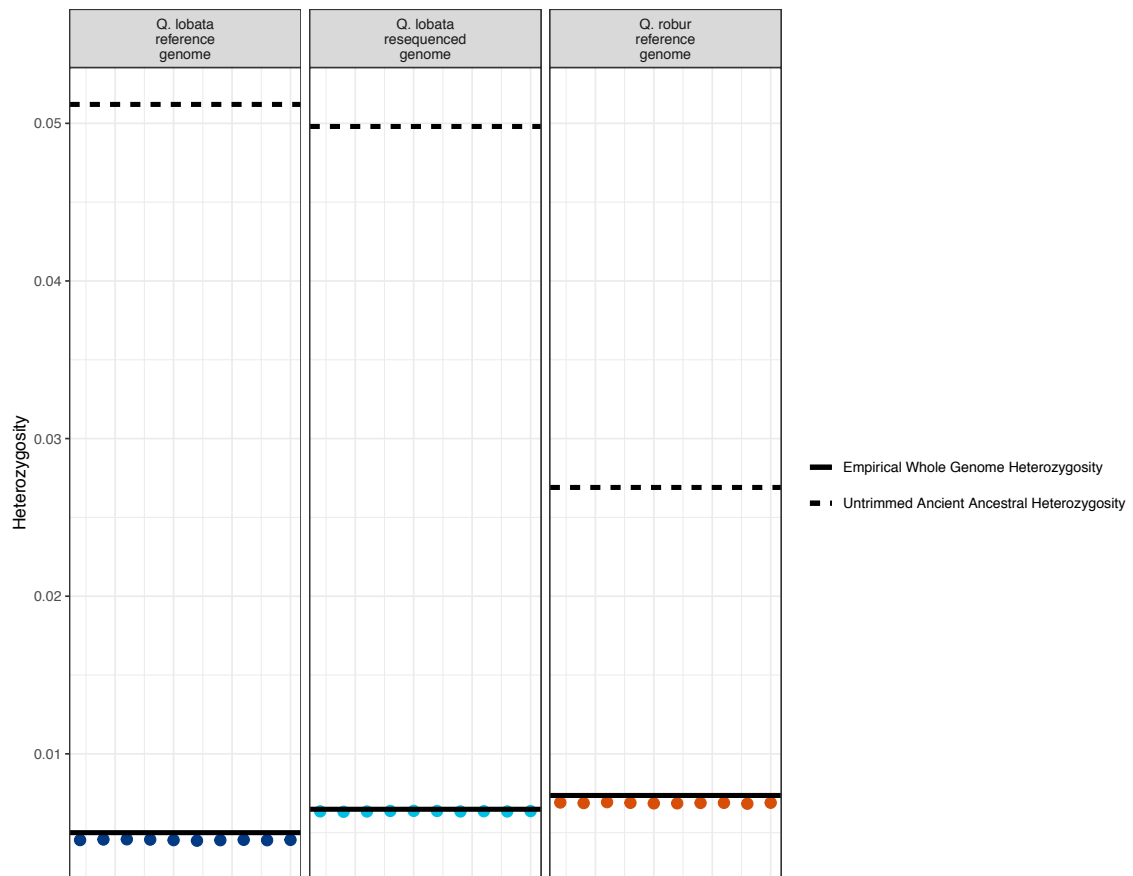 Q. lobata
reference
genome
Q. lobata
resequenced
genome
Q. robur
reference
genome
0.05
0.04
0.03
0.02
0.01
Heterozygosity
Empirical Whole Genome Heterozygosity
Untrimmed Ancient Ancestral Heterozygosity